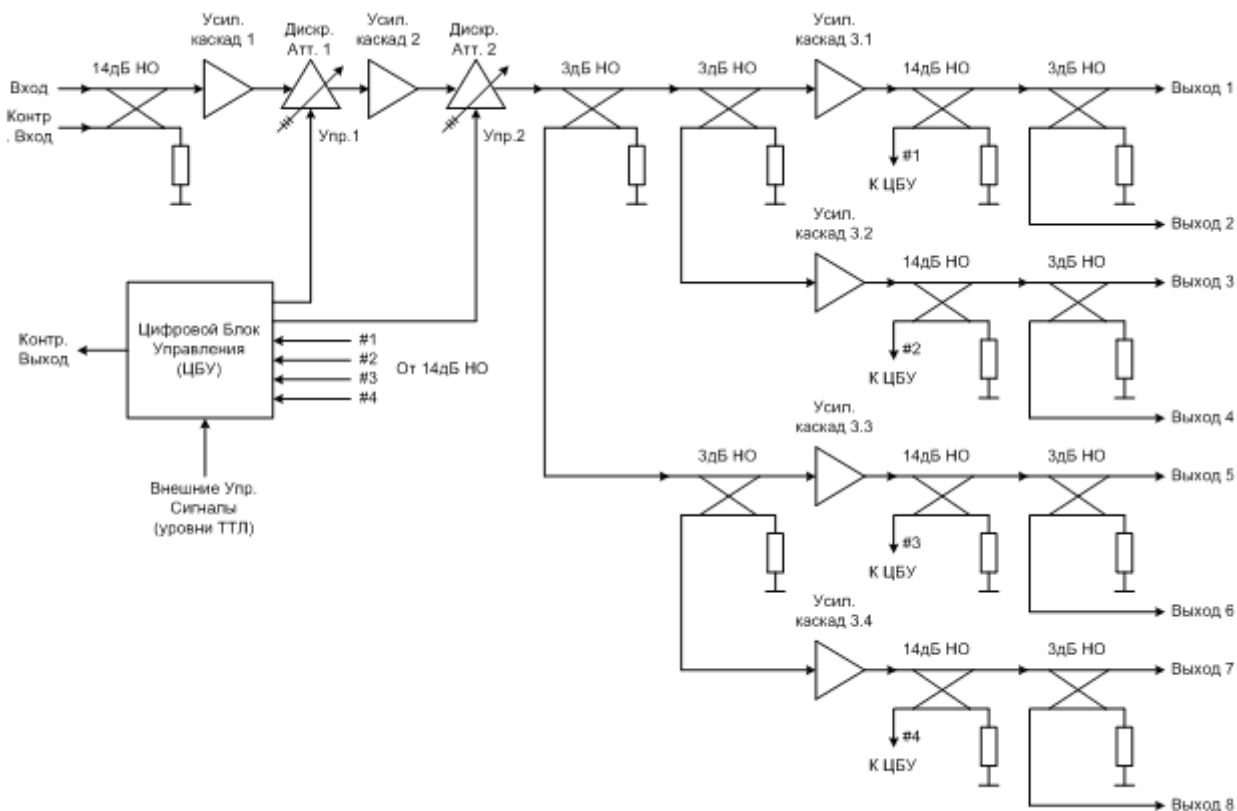 Усил.
каскад 1
Дискр.
Атт. 1
Усил.
каскад 2
Дискр.
Атт. 2
Усил.
каскад 3.1
14дБ НО
3дБ НО
3дБ НО
14дБ НО
3дБ НО
Вход
Выход 1
Контр
. Вход
Упр.1
Упр.2
#1
К ЦБУ
Выход 2
Усил.
каскад 3.2
14дБ НО
3дБ НО
Выход 3
Цифровой Блок
Управления
(ЦБУ)
Контр.
Выход
#1
#2
#3
#4
От 14дБ НО
#2
К ЦБУ
Выход 4
Усил.
каскад 3.3
3дБ НО
14дБ НО
3дБ НО
Выход 5
Внешние Упр.
Сигналы
(уровни ТТЛ)
#3
К ЦБУ
Выход 6
Усил.
каскад 3.4
14дБ НО
3дБ НО
Выход 7
#4
К ЦБУ
Выход 8